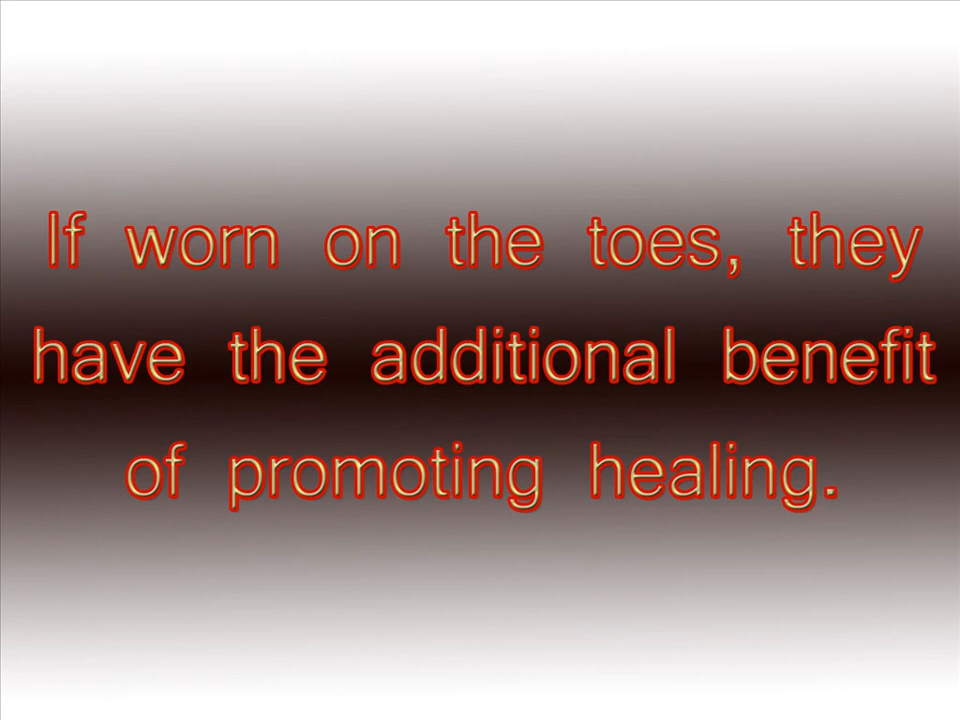 If worn on the toes, they
have the additional benefit
of promoting healing.